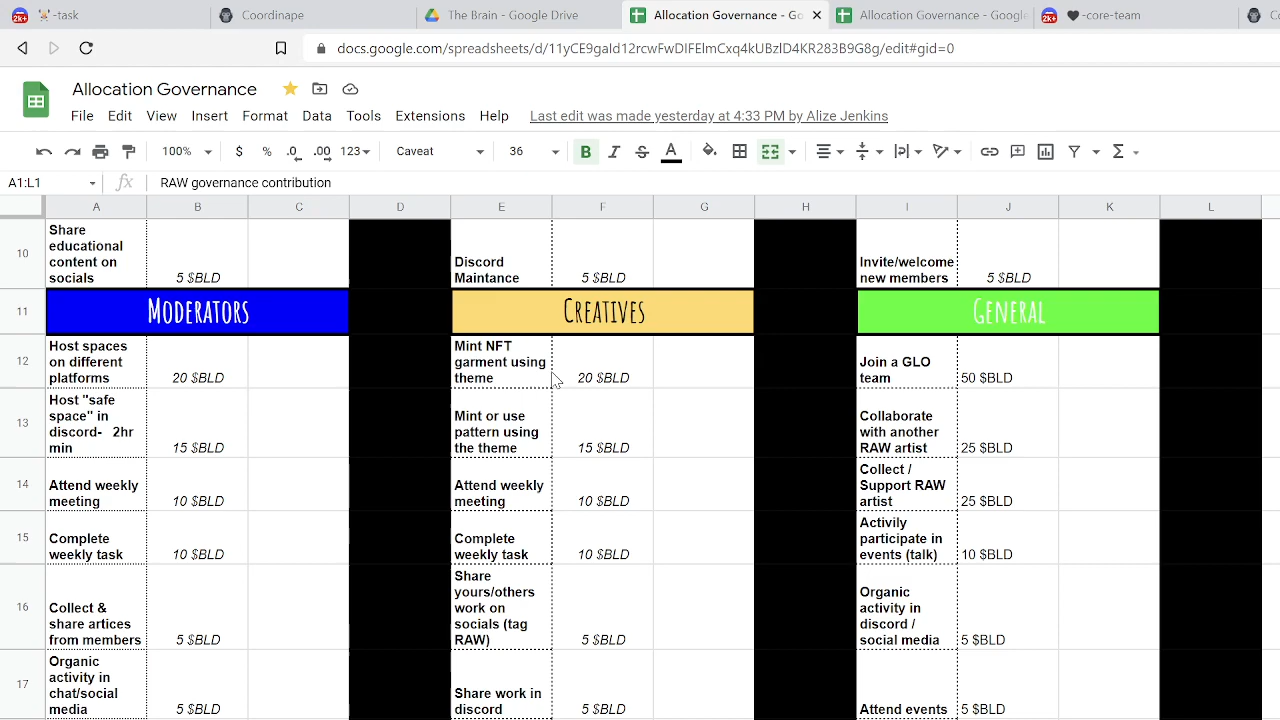 -task
Coordinape
The Brain - Google Drive
Allocation Governance - Go
Allocation Governance - Google
-core-team
docs.google.com/spreadsheets/d/11yCE9gaId12rcwFwDIFElmCxq4kUBzlD4KR283B9G8g/edit#gid=0
Allocation Governance
File Edit View Insert Format Data Tools Extensions Help Last edit was made yesterday at 4:33 PM by Alize Jenkins
100% $ % .0 .00 123 Caveat 36 B I S A
A1:L1 fx RAW governance contribution
A B C D E F G H I J K L
10
Share
educational
content on
socials
5 $BLD
Discord
Maintance
5 $BLD
Invite/welcome
new members
5 $BLD
11
Moderators
Creatives
General
12
Host spaces
on different
platforms
20 $BLD
Mint NFT
garment using
theme
20 $BLD
Join a GLO
team
50 $BLD
13
Host "safe
space" in
discord- 2hr
min
15 $BLD
Mint or use
pattern using
the theme
15 $BLD
Collaborate
with another
RAW artist
25 $BLD
14
Attend weekly
meeting
10 $BLD
Attend weekly
meeting
10 $BLD
Collect /
Support RAW
artist
25 $BLD
15
Complete
weekly task
10 $BLD
Complete
weekly task
10 $BLD
Activily
participate in
events (talk)
10 $BLD
16
Collect &
share artices
from members
5 $BLD
Share
yours/others
work on
socials (tag
RAW)
5 $BLD
Organic
activity in
discord /
social media
5 $BLD
17
Organic
activity in
chat/social
media
5 $BLD
Share work in
discord
5 $BLD
Attend events
5 $BLD